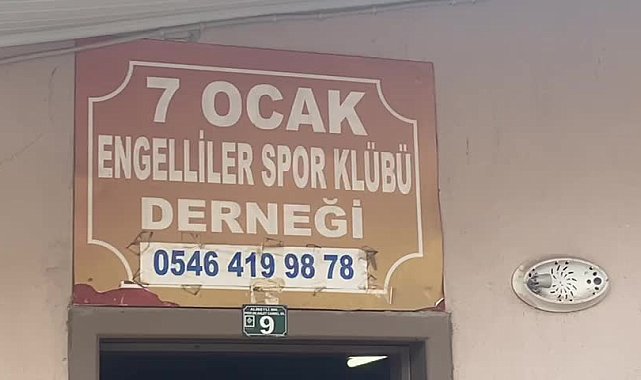 7 OCAK
ENGELLİLER SPOR KLÜBÜ
DERNEĞİ
0546 419 98 78
9